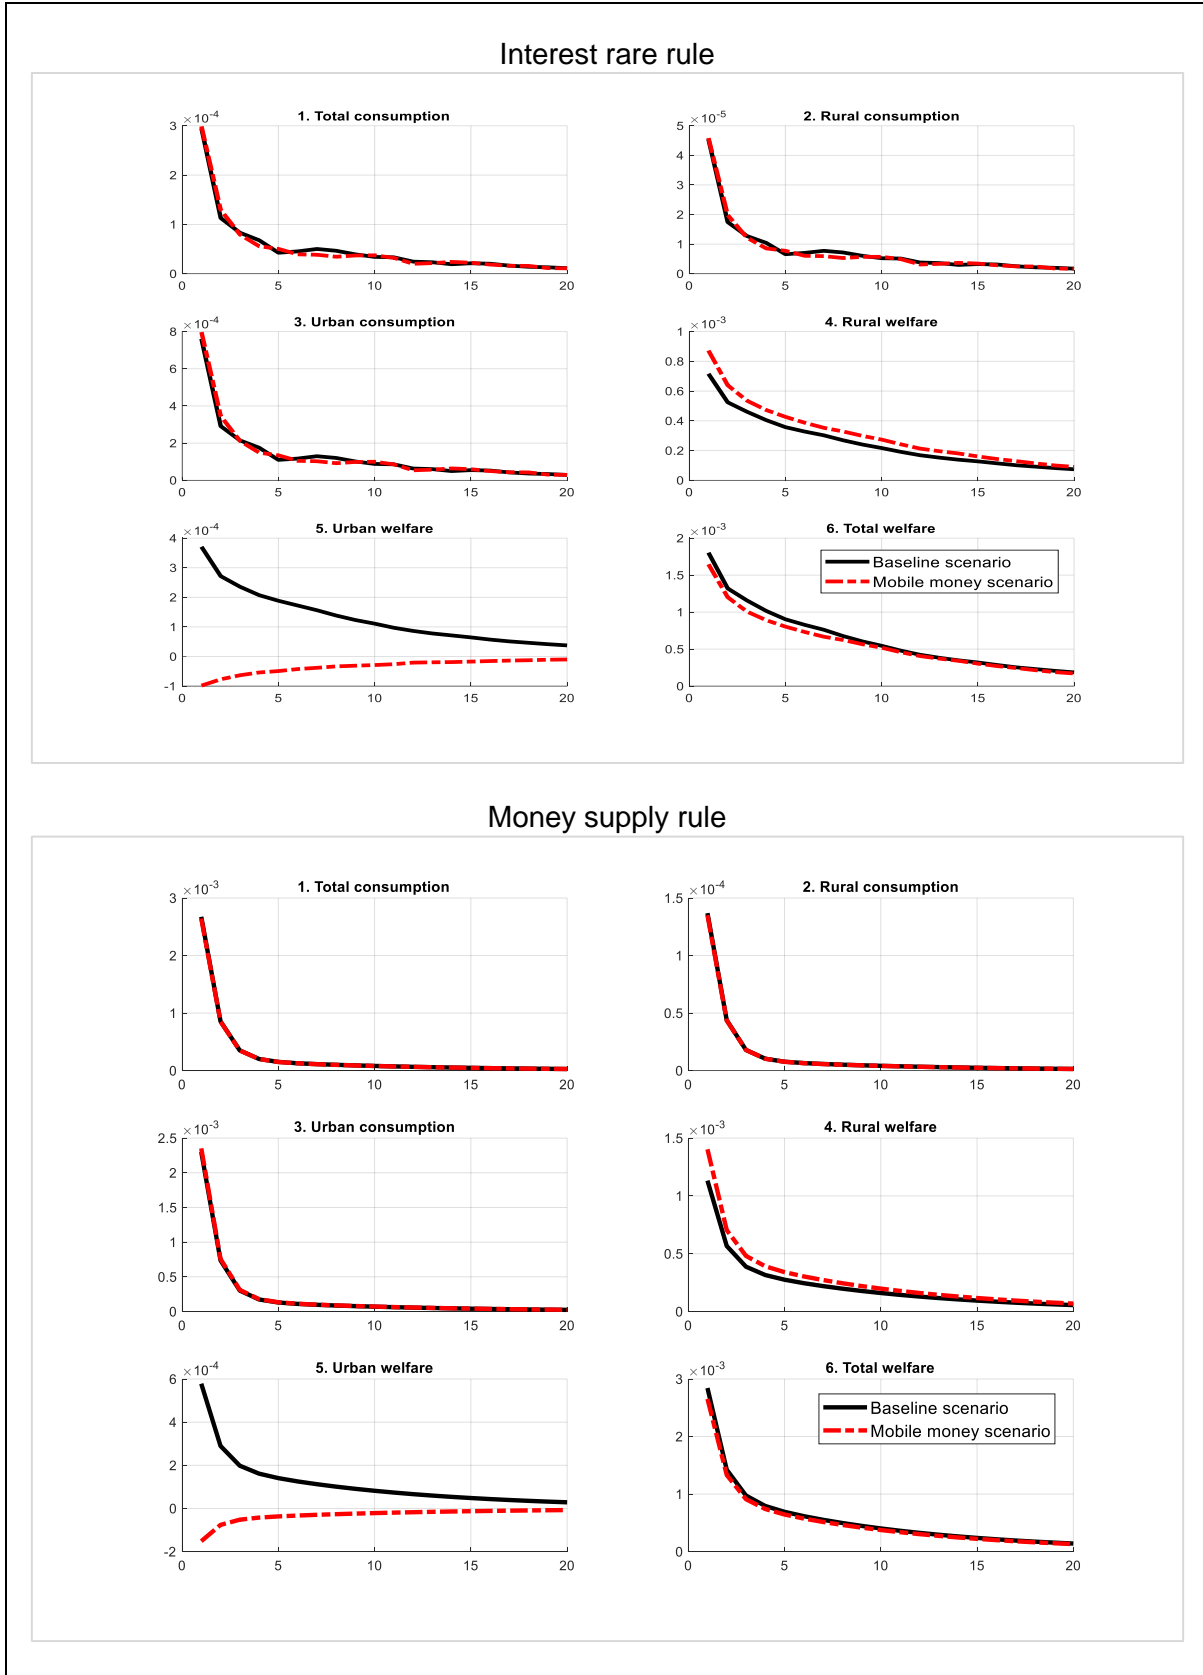 Interest rare rule
1. Total consumption
×10-4
3
2
1
0
0 5 10 15 20
2. Rural consumption
×10-5
5
4
3
2
1
0
0 5 10 15 20
3. Urban consumption
×10-4
8
6
4
2
0
0 5 10 15 20
4. Rural welfare
×10-3
1
0.8
0.6
0.4
0.2
0
0 5 10 15 20
5. Urban welfare
×10-4
4
3
2
1
0
-1
0 5 10 15 20
6. Total welfare
×10-3
2
1.5
1
0.5
0
Baseline scenario
Mobile money scenario
0 5 10 15 20
Money supply rule
1. Total consumption
×10-3
3
2
1
0
0 5 10 15 20
2. Rural consumption
×10-4
1.5
1
0.5
0
0 5 10 15 20
3. Urban consumption
×10-3
2.5
2
1.5
1
0.5
0
0 5 10 15 20
4. Rural welfare
×10-3
1.5
1
0.5
0
0 5 10 15 20
5. Urban welfare
×10-4
6
4
2
0
-2
0 5 10 15 20
6. Total welfare
×10-3
3
2
1
0
Baseline scenario
Mobile money scenario
0 5 10 15 20